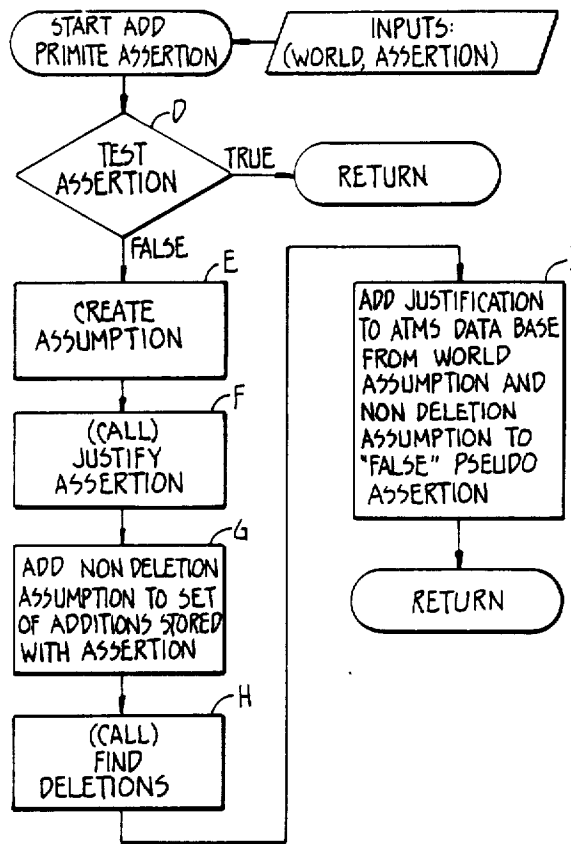 START ADD
PRIMITE ASSERTION
INPUTS:
(WORLD, ASSERTION)
D
TEST
ASSERTION
TRUE
RETURN
FALSE
E
CREATE
ASSUMPTION
F
(CALL)
JUSTIFY
ASSERTION
G
ADD NON DELETION
ASSUMPTION TO SET
OF ADDITIONS STORED
WITH ASSERTION
H
(CALL)
FIND
DELETIONS
ADD JUSTIFICATION
TO ATMS DATA BASE
FROM WORLD
ASSUMPTION AND
NON DELETION
ASSUMPTION TO
"FALSE" PSEUDO
ASSERTION
RETURN